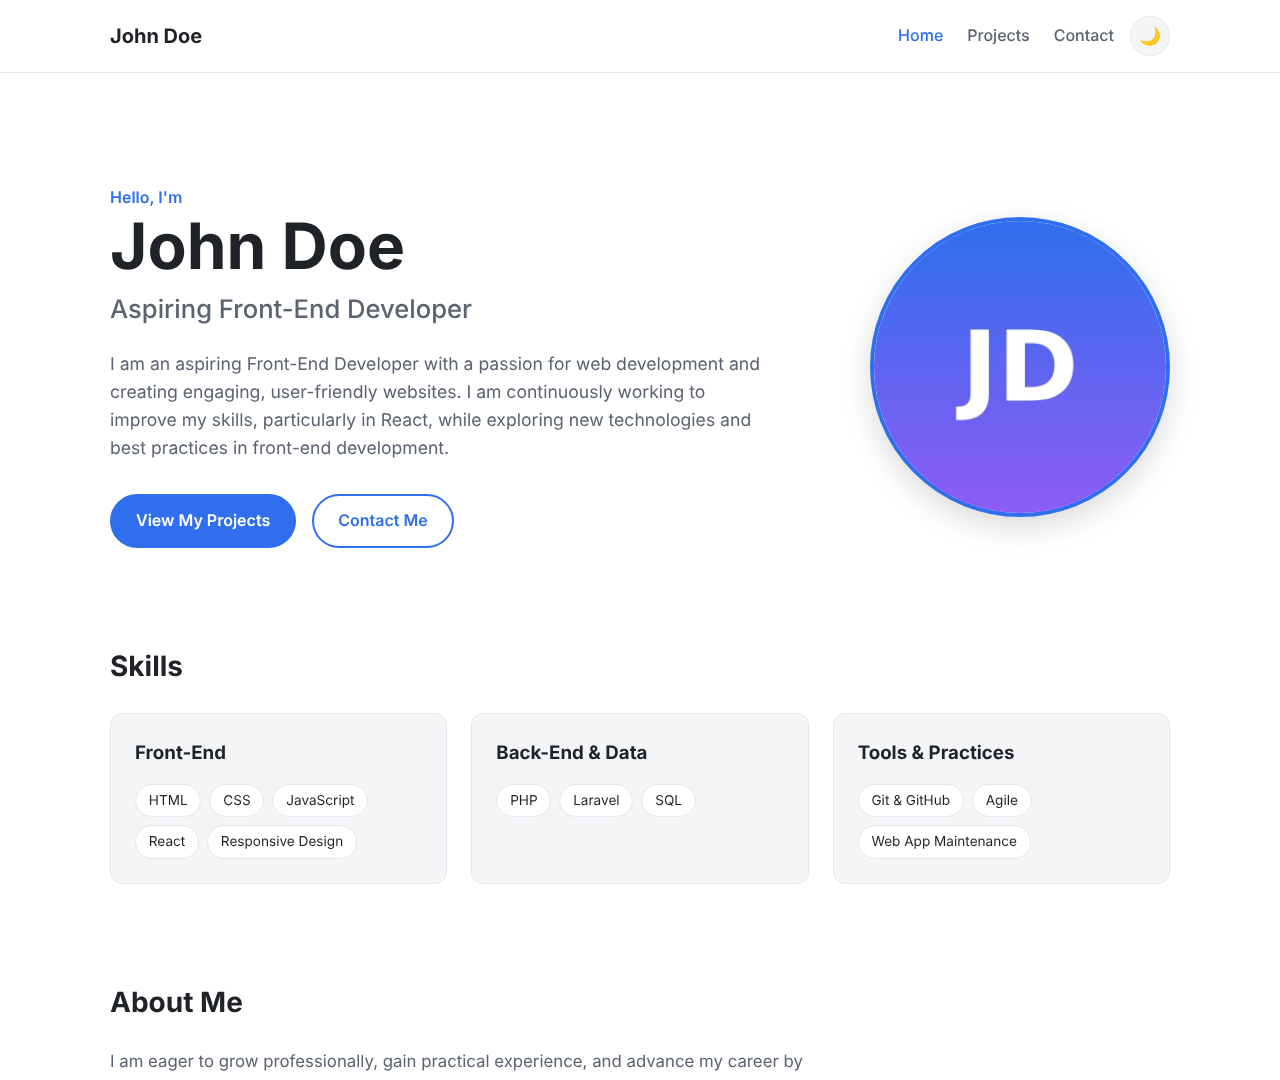 John Doe
Home Projects Contact
Hello, I'm
John Doe
Aspiring Front-End Developer
I am an aspiring Front-End Developer with a passion for web development and
creating engaging, user-friendly websites. I am continuously working to
improve my skills, particularly in React, while exploring new technologies and
best practices in front-end development.
View My Projects Contact Me
JD
Skills
Front-End
HTML CSS JavaScript
React Responsive Design
Back-End & Data
PHP Laravel SQL
Tools & Practices
Git & GitHub Agile
Web App Maintenance
About Me
I am eager to grow professionally, gain practical experience, and advance my career by